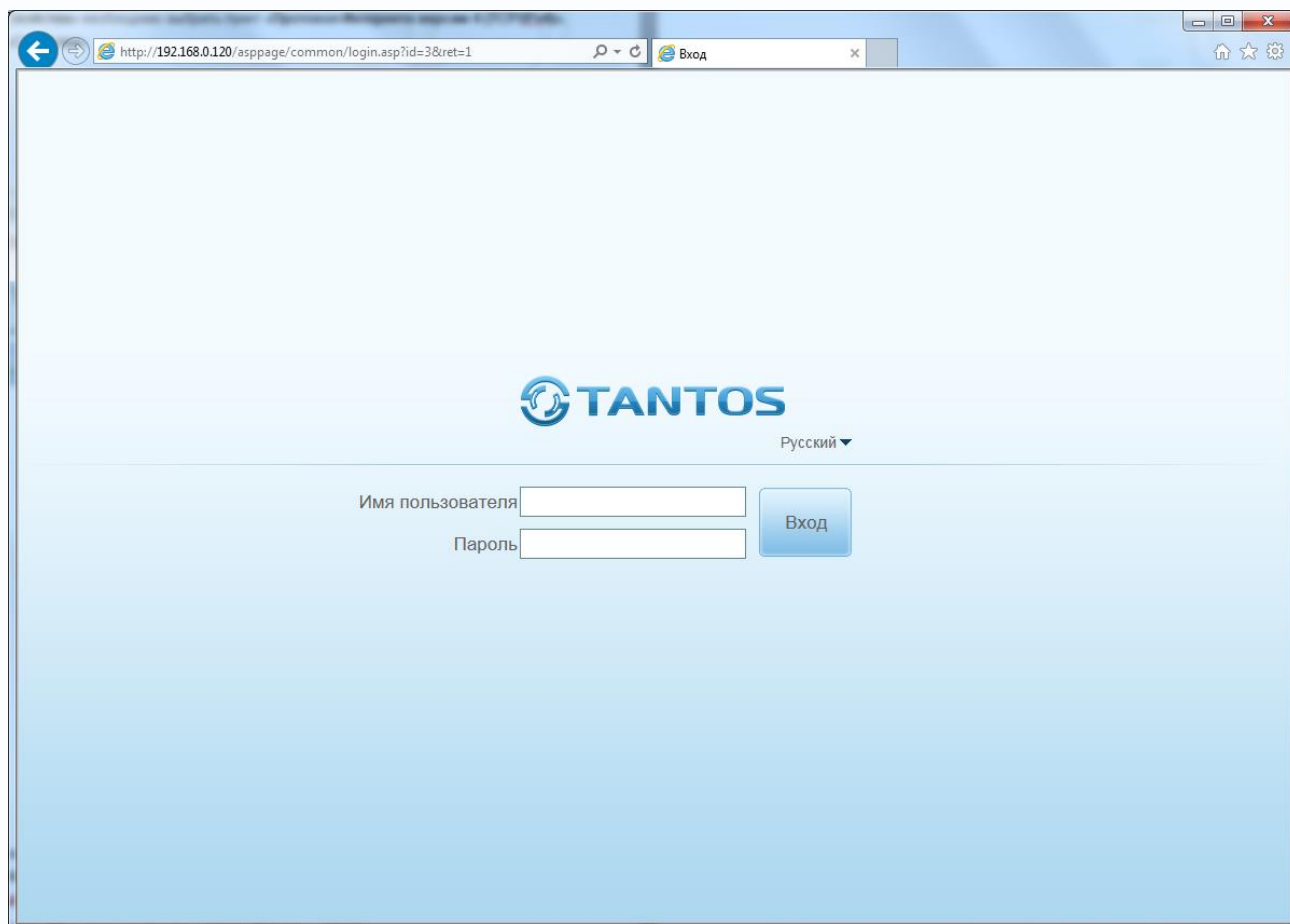 http://192.168.0.120/asppage/common/login.asp?id=3&ret=1
Вход
TANTOS
Русский
Имя пользователя
Вход
Пароль